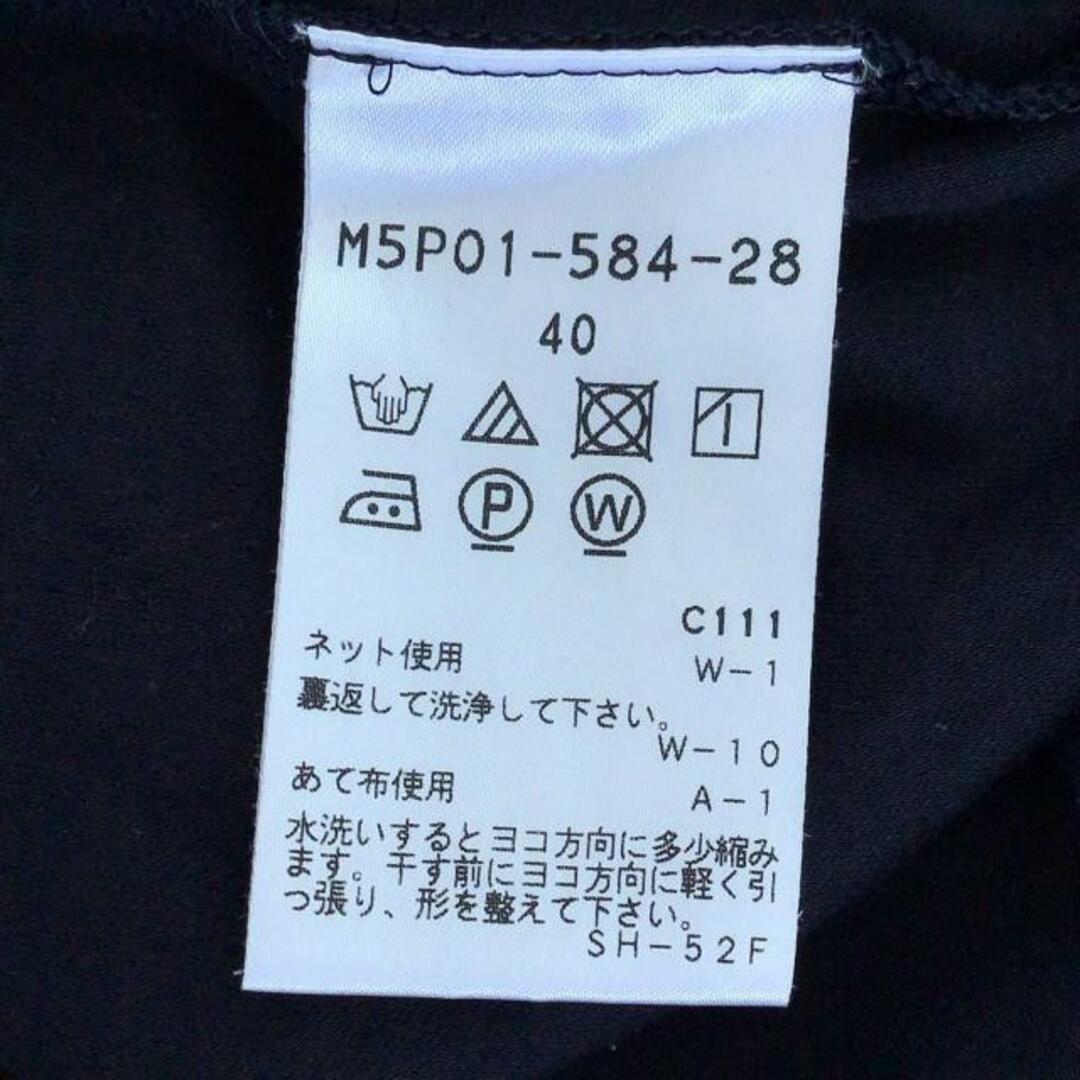 M5P01-584-28
40
P
W
C111
ネット使用
W-1
裏返して洗浄して下さい。
W-10
あて布使用
A-1
水洗いするとヨコ方向に多少縮み
ます。干す前にヨコ方向に軽く引
っ張り、形を整えて下さい。
SH-52F